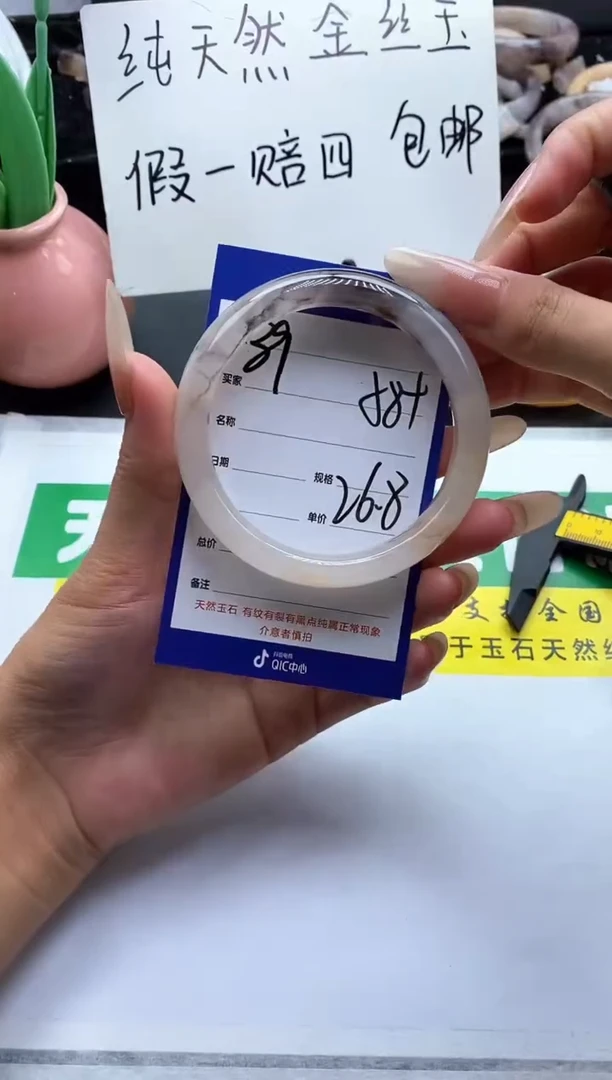 纯天然金丝玉
假一赔四 包邮
89
买家
名称
日期
规格
26.8
单价
总价
备注
天然玉石 有纹有裂有黑点纯属正常现象
介意者慎拍
抖音电商
QIC中心
支持全国
于玉石天然